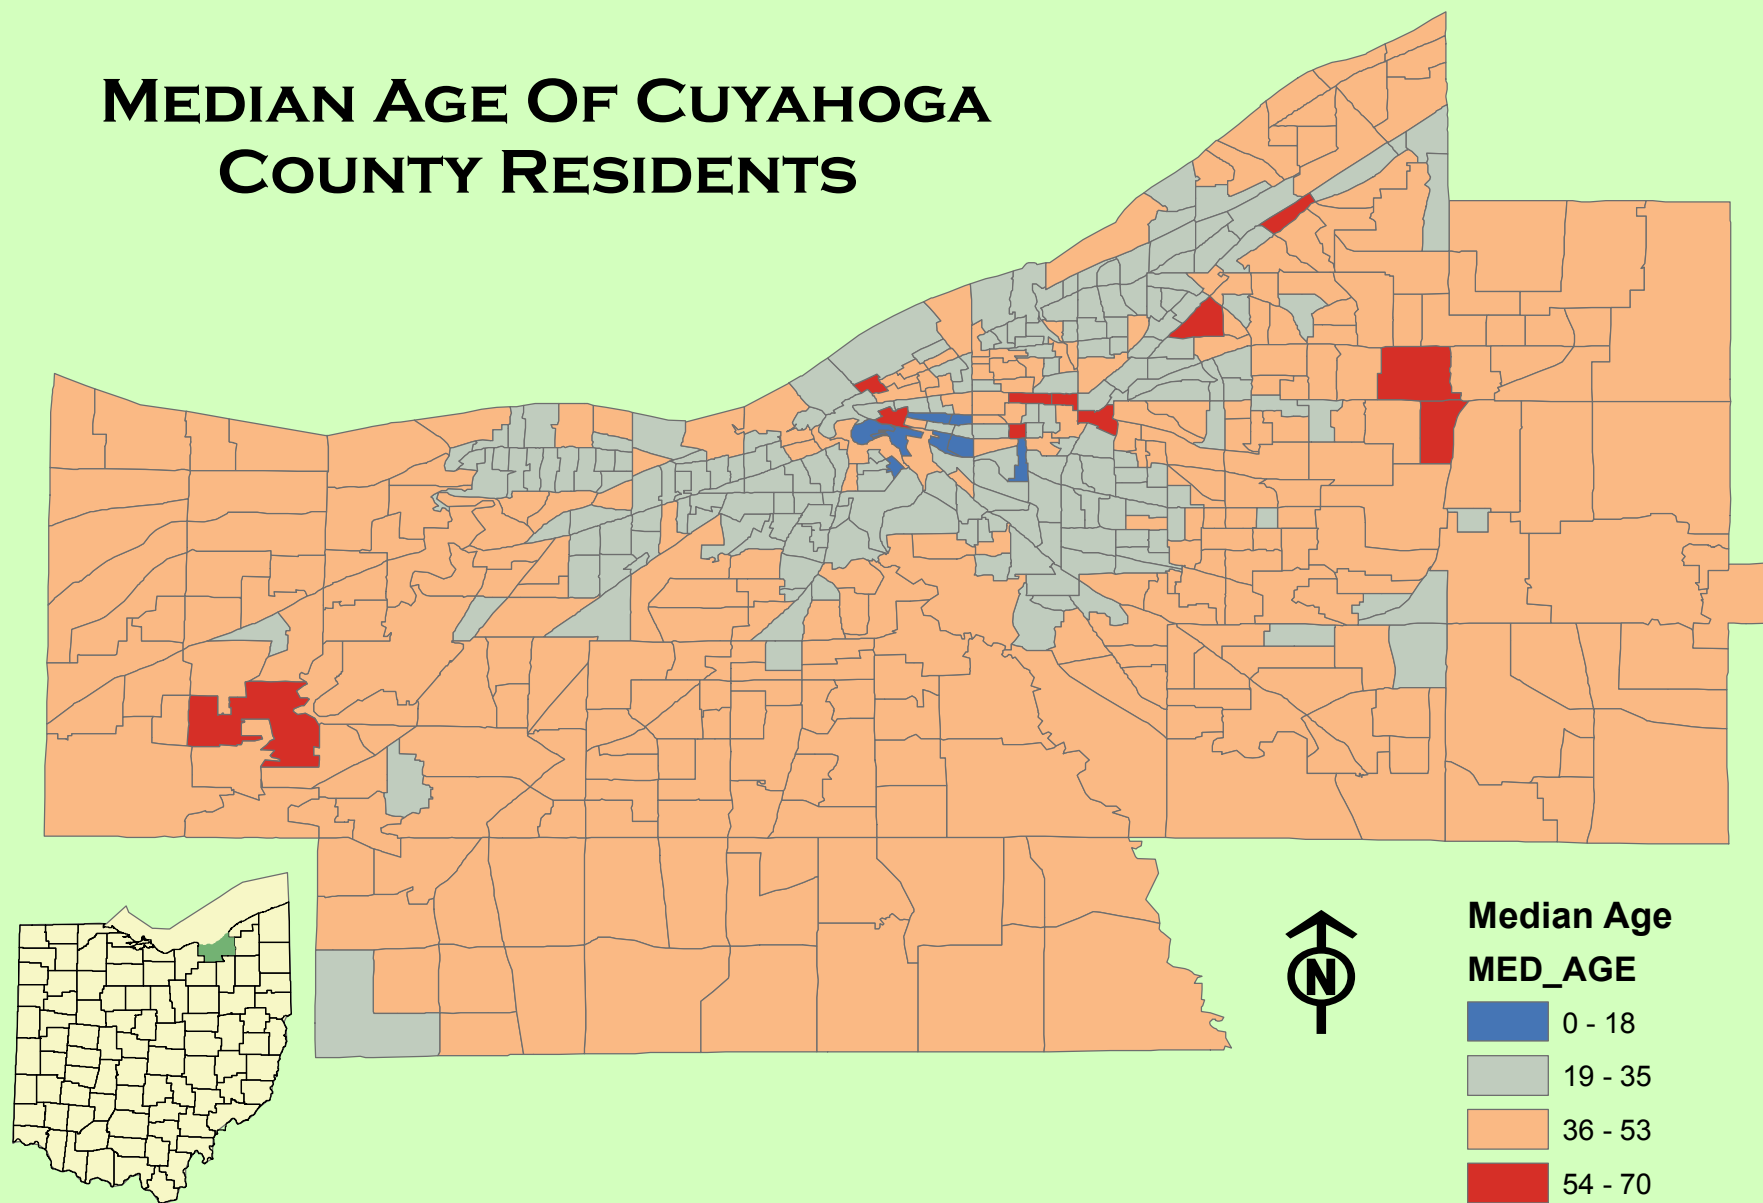 MEDIAN AGE OF CUYAHOGA
COUNTY RESIDENTS
N
Median Age
MED_AGE
0 - 18
19 - 35
36 - 53
54 - 70